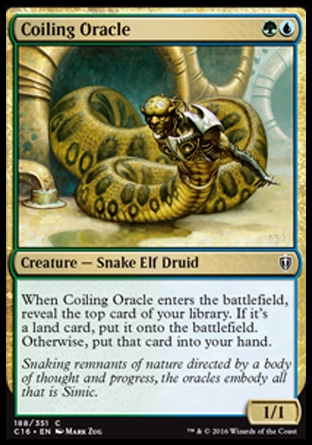 Coiling Oracle
Creature — Snake Elf Druid
When Coiling Oracle enters the battlefield,
reveal the top card of your library. If it's
a land card, put it onto the battlefield.
Otherwise, put that card into your hand.
Snaking remnants of nature directed by a body
of thought and progress, the oracles embody all
that is Simic.
1/1
188/351 C
C16 • EN MARK ZUG
™ & © 2016 Wizards of the Coast